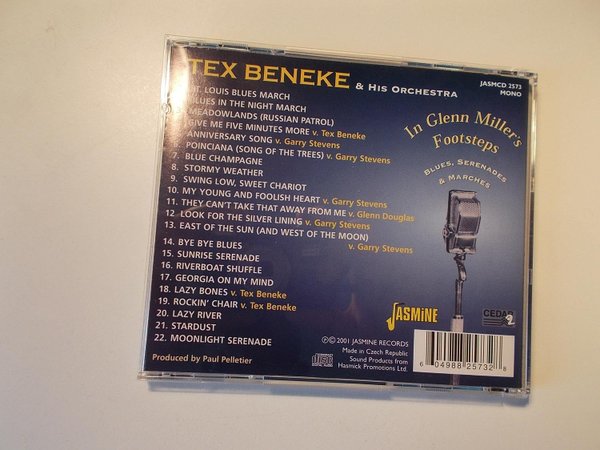 TEX BENEKE & HIS ORCHESTRA
JASMCD 2573
MONO
In Glenn Miller's
Footsteps
BLUES, SERENADES
& MARCHES
ST. LOUIS BLUES MARCH
BLUES IN THE NIGHT MARCH
MEADOWLANDS (RUSSIAN PATROL)
GIVE ME FIVE MINUTES MORE v. Tex Beneke
ANNIVERSARY SONG v. Garry Stevens
6. POINCIANA (SONG OF THE TREES) v. Garry Stevens
7. BLUE CHAMPAGNE
8. STORMY WEATHER
9. SWING LOW, SWEET CHARIOT
10. MY YOUNG AND FOOLISH HEART v. Garry Stevens
11. THEY CAN'T TAKE THAT AWAY FROM ME v. Glenn Douglas
12 LOOK FOR THE SILVER LINING v. Garry Stevens
13. EAST OF THE SUN (AND WEST OF THE MOON)
v. Garry Stevens
14. BYE BYE BLUES
15. SUNRISE SERENADE
16. RIVERBOAT SHUFFLE
17. GEORGIA ON MY MIND
18. LAZY BONES v. Tex Beneke
19. ROCKIN' CHAIR v. Tex Beneke
20. LAZY RIVER
21. STARDUST
22. MOONLIGHT SERENADE
Produced by Paul Pelletier
JASMINE
CEDAR 2
℗© 2001 JASMINE RECORDS
Made in Czech Republic
Sound Products from
Hasmick Promotions Ltd.
6 04988 25732 8